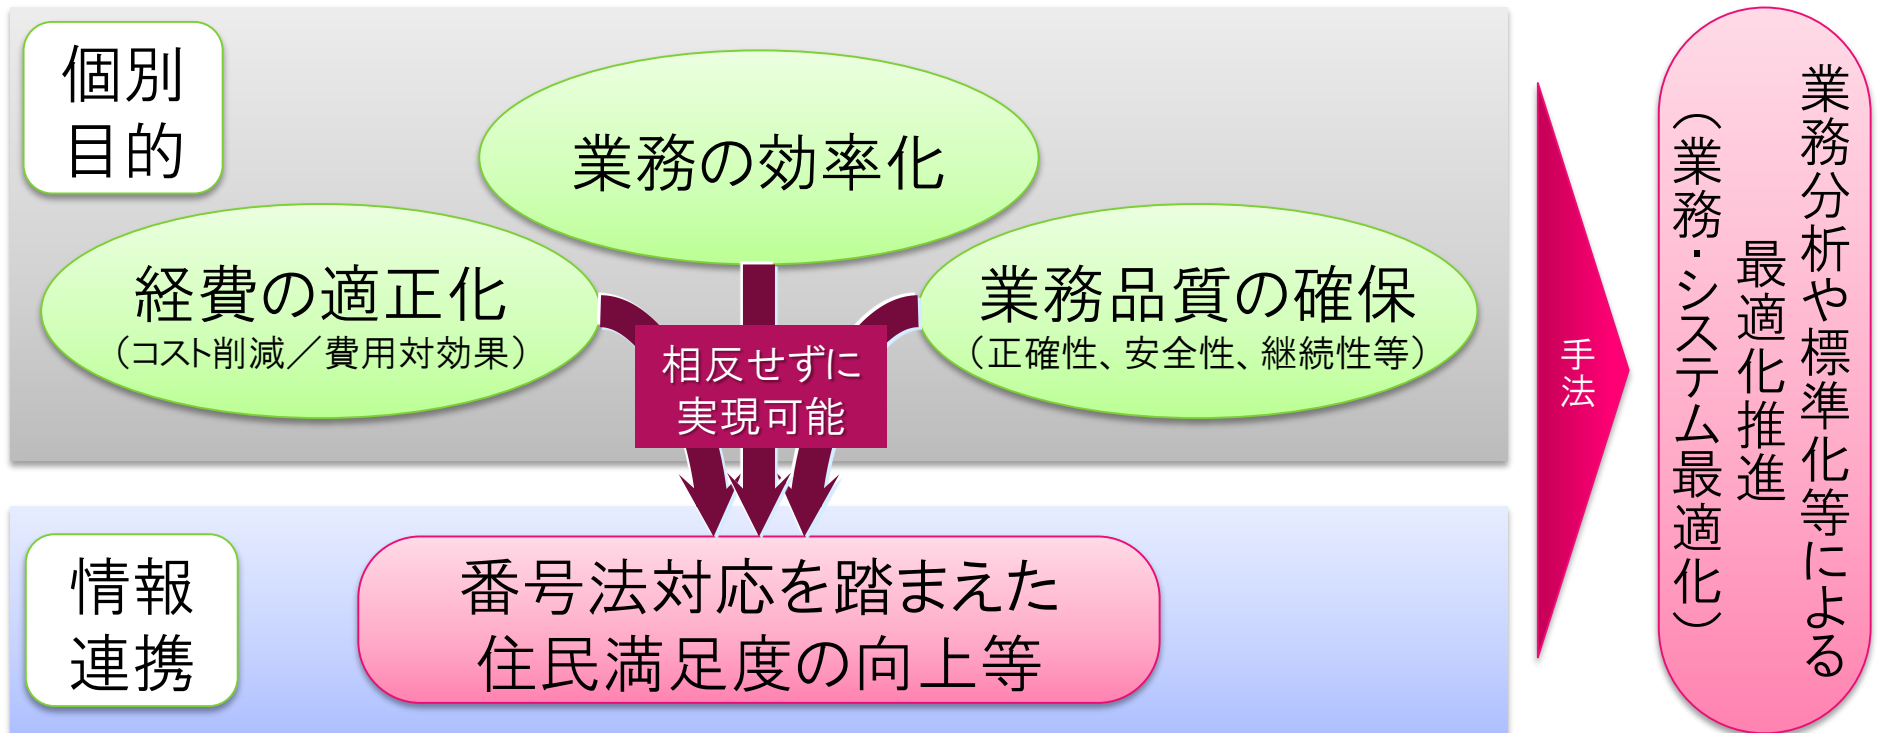 個別
目的
業務の効率化
経費の適正化
（コスト削減／費用対効果）
業務品質の確保
（正確性、安全性、継続性等）
相反せずに
実現可能
情報
連携
番号法対応を踏まえた
住民満足度の向上等
手法
業務分析や標準化等による
最適化推進
（業務・システム最適化）